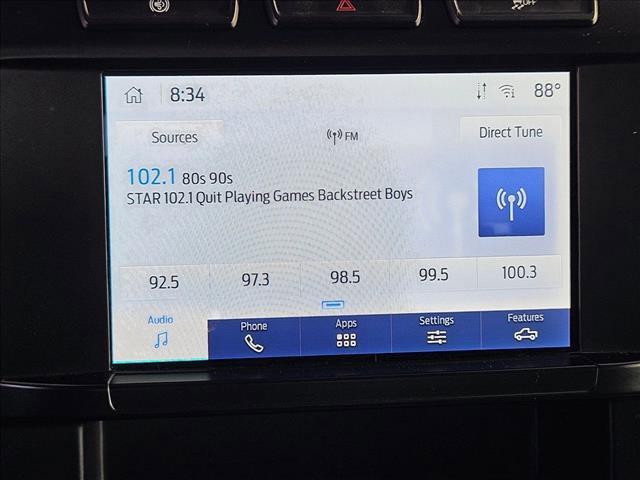 OFF
8:34
88°
Sources
FM
Direct Tune
102.1 80s 90s
STAR 102.1 Quit Playing Games Backstreet Boys
92.5 97.3 98.5 99.5 100.3
Audio Phone Apps Settings Features